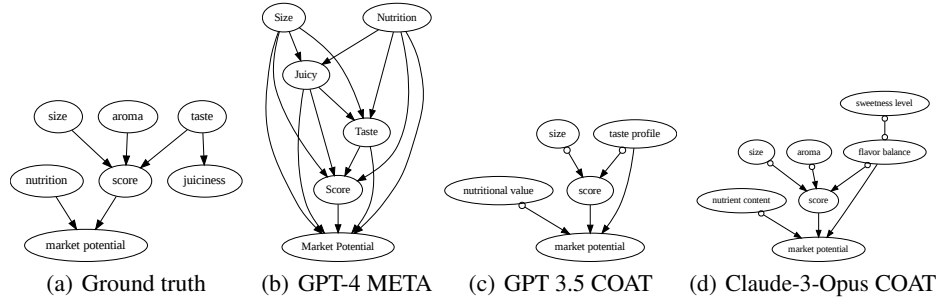 size
aroma
taste
nutrition
score
juiciness
market potential
(a) Ground truth
Size
Nutrition
Juicy
Taste
Score
Market Potential
(b) GPT-4 META
size
taste profile
nutritional value
score
market potential
(c) GPT 3.5 COAT
sweetness level
size
aroma
flavor balance
nutrient content
score
market potential
(d) Claude-3-Opus COAT